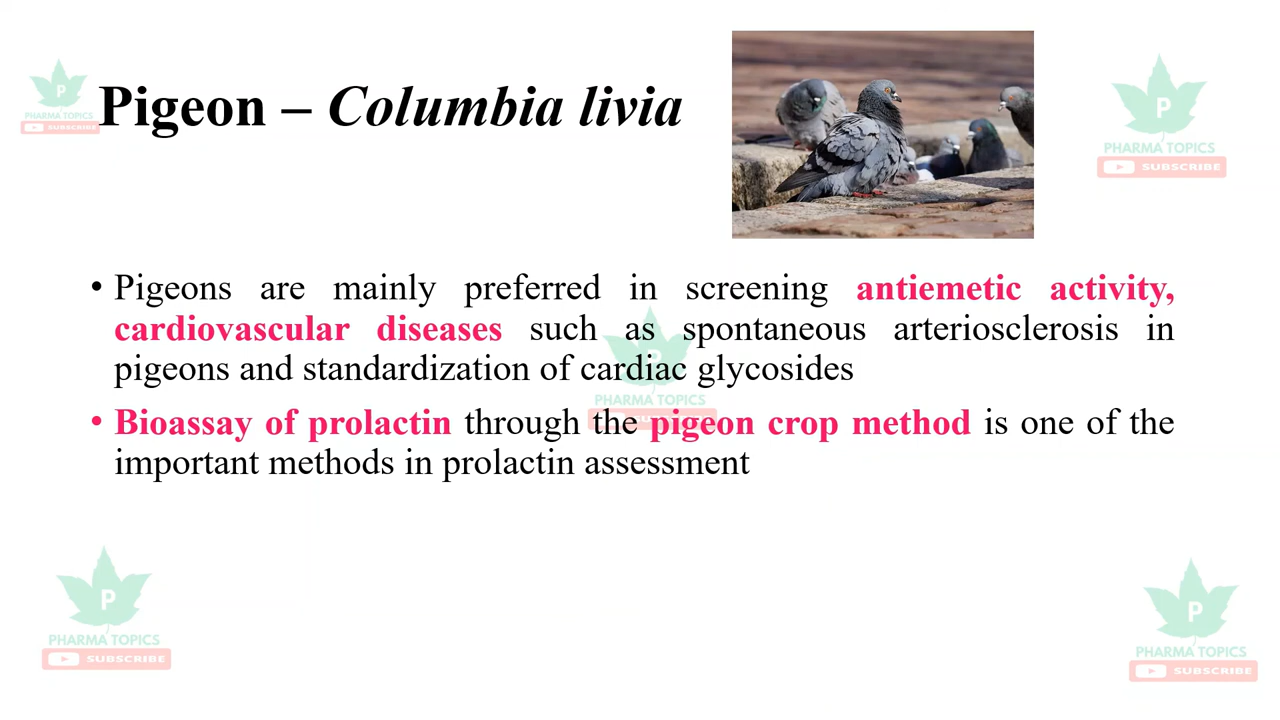 Pigeon – Columbia livia
P
PHARMA TOPICS
SUBSCRIBE
P
PHARMA TOPICS
SUBSCRIBE
• Pigeons are mainly preferred in screening antiemetic activity,
cardiovascular diseases such as spontaneous arteriosclerosis in
pigeons and standardization of cardiac glycosides
• Bioassay of prolactin through the pigeon crop method is one of the
important methods in prolactin assessment
P
PHARMA TOPICS
SUBSCRIBE
P
PHARMA TOPICS
SUBSCRIBE
P
PHARMA TOPICS
SUBSCRIBE